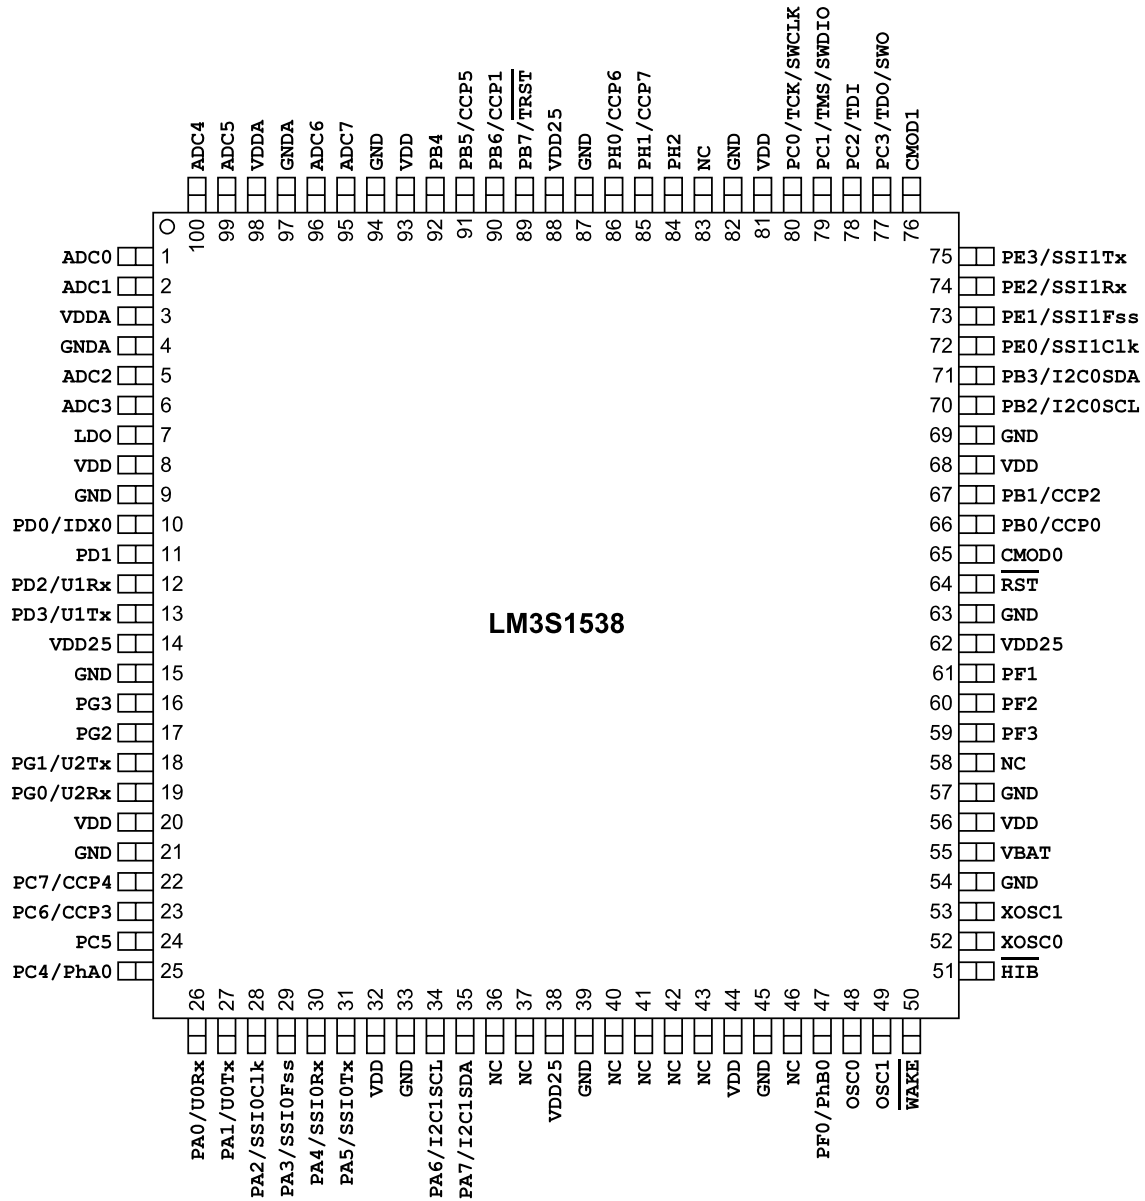 ADC4
ADC5
VDDA
GNDA
ADC6
ADC7
GND
VDD
PB4
PB5/CCP5
PB6/CCP1
PB7/TRST
VDD25
GND
PH0/CCP6
PH1/CCP7
PH2
NC
GND
VDD
PC0/TCK/SWCLK
PC1/TMS/SWDIO
PC2/TDI
PC3/TDO/SWO
CMOD1
100
99
98
97
96
95
94
93
92
91
90
89
88
87
86
85
84
83
82
81
80
79
78
77
76
ADC0 1
ADC1 2
VDDA 3
GNDA 4
ADC2 5
ADC3 6
LDO 7
VDD 8
GND 9
PD0/IDX0 10
PD1 11
PD2/U1Rx 12
PD3/U1Tx 13
VDD25 14
GND 15
PG3 16
PG2 17
PG1/U2Tx 18
PG0/U2Rx 19
VDD 20
GND 21
PC7/CCP4 22
PC6/CCP3 23
PC5 24
PC4/PhA0 25
LM3S1538
75 PE3/SSI1Tx
74 PE2/SSI1Rx
73 PE1/SSI1Fss
72 PE0/SSI1Clk
71 PB3/I2C0SDA
70 PB2/I2C0SCL
69 GND
68 VDD
67 PB1/CCP2
66 PB0/CCP0
65 CMOD0
64 RST
63 GND
62 VDD25
61 PF1
60 PF2
59 PF3
58 NC
57 GND
56 VDD
55 VBAT
54 GND
53 XOSC1
52 XOSC0
51 HIB
26
27
28
29
30
31
32
33
34
35
36
37
38
39
40
41
42
43
44
45
46
47
48
49
50
PA0/U0Rx
PA1/U0Tx
PA2/SSI0Clk
PA3/SSI0Fss
PA4/SSI0Rx
PA5/SSI0Tx
VDD
GND
PA6/I2C1SCL
PA7/I2C1SDA
NC
NC
VDD25
GND
NC
NC
NC
NC
VDD
GND
NC
PF0/PhB0
OSC0
OSC1
WAKE